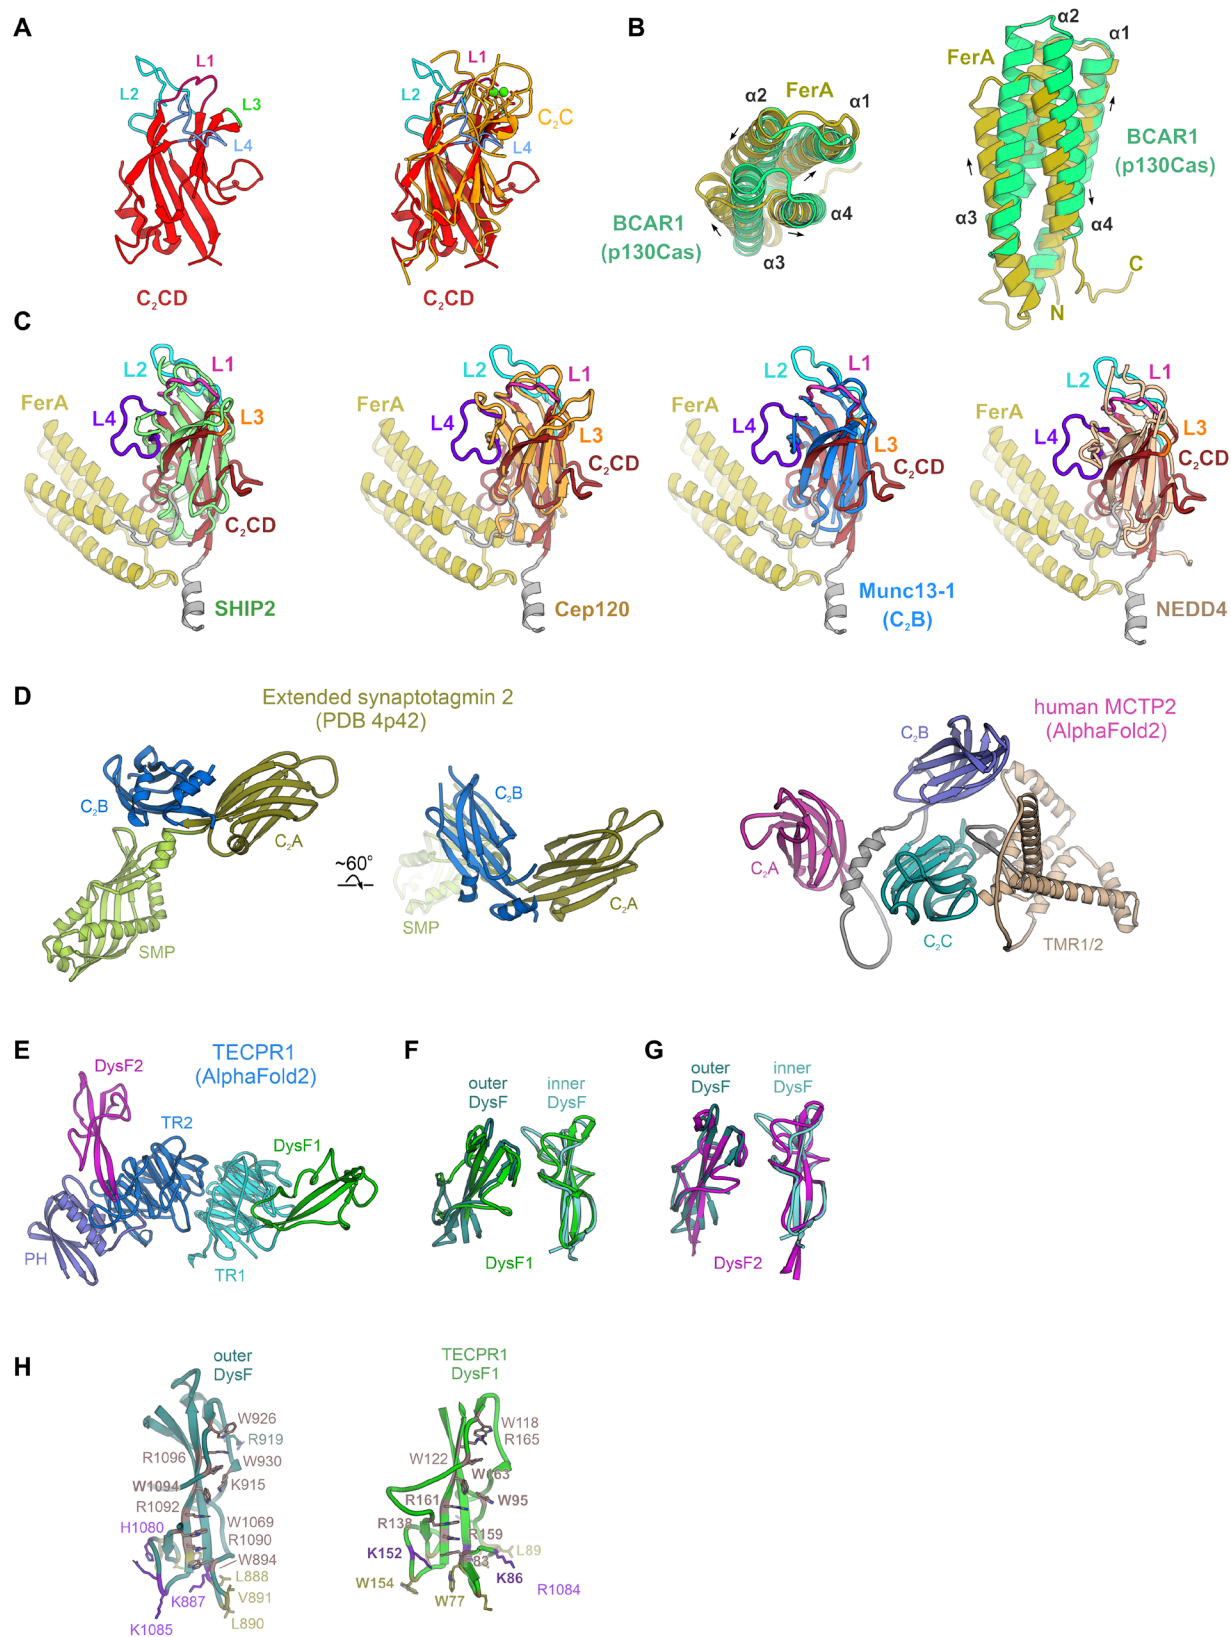 A
L1
L2
L3
L4
C₂CD
L1
L2
C₂C
L4
C₂CD
B
α2
FerA
α1
BCAR1
(p130Cas)
α4
α3
α2
α1
FerA
BCAR1
(p130Cas)
α3
α4
C
N
C
L2
L1
FerA
L4
L3
C₂CD
SHIP2
L2
L1
FerA
L4
L3
C₂CD
Cep120
L2
L1
FerA
L4
L3
C₂CD
Munc13-1
(C₂B)
L2
L1
FerA
L4
L3
C₂CD
NEDD4
D
Extended synaptotagmin 2
(PDB 4p42)
C₂B
C₂A
SMP
~60°
C₂B
SMP
C₂A
human MCTP2
(AlphaFold2)
C₂B
C₂A
C₂C
TMR1/2
E
TECPR1
(AlphaFold2)
DysF2
TR2
DysF1
PH
TR1
F
outer
DysF
inner
DysF
DysF1
G
outer
DysF
inner
DysF
DysF2
H
outer
DysF
W926
R919
R1096
W930
W1094
K915
R1092
W1069
H1080
R1090
W894
L888
K887
V891
L890
K1085
TECPR1
DysF1
W118
R165
W122
W163
W95
R161
R138
R159
L89
K152
K86
W154
W77
R1084